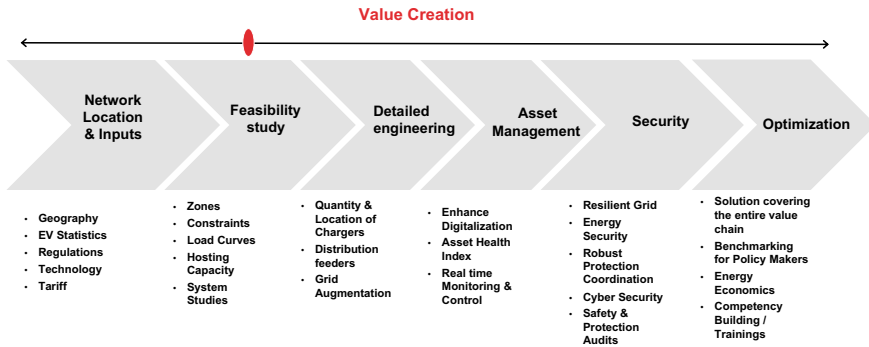 Value Creation
Network
Location
& Inputs
Feasibility
study
Detailed
engineering
Asset
Management
Security
Optimization
• Geography
• EV Statistics
• Regulations
• Technology
• Tariff
• Zones
• Constraints
• Load Curves
• Hosting
Capacity
• System
Studies
• Quantity &
Location of
Chargers
• Distribution
feeders
• Grid
Augmentation
• Enhance
Digitalization
• Asset Health
Index
• Real time
Monitoring &
Control
• Resilient Grid
• Energy
Security
• Robust
Protection
Coordination
• Cyber Security
• Safety &
Protection
Audits
• Solution covering
the entire value
chain
• Benchmarking
for Policy Makers
• Energy
Economics
• Competency
Building /
Trainings